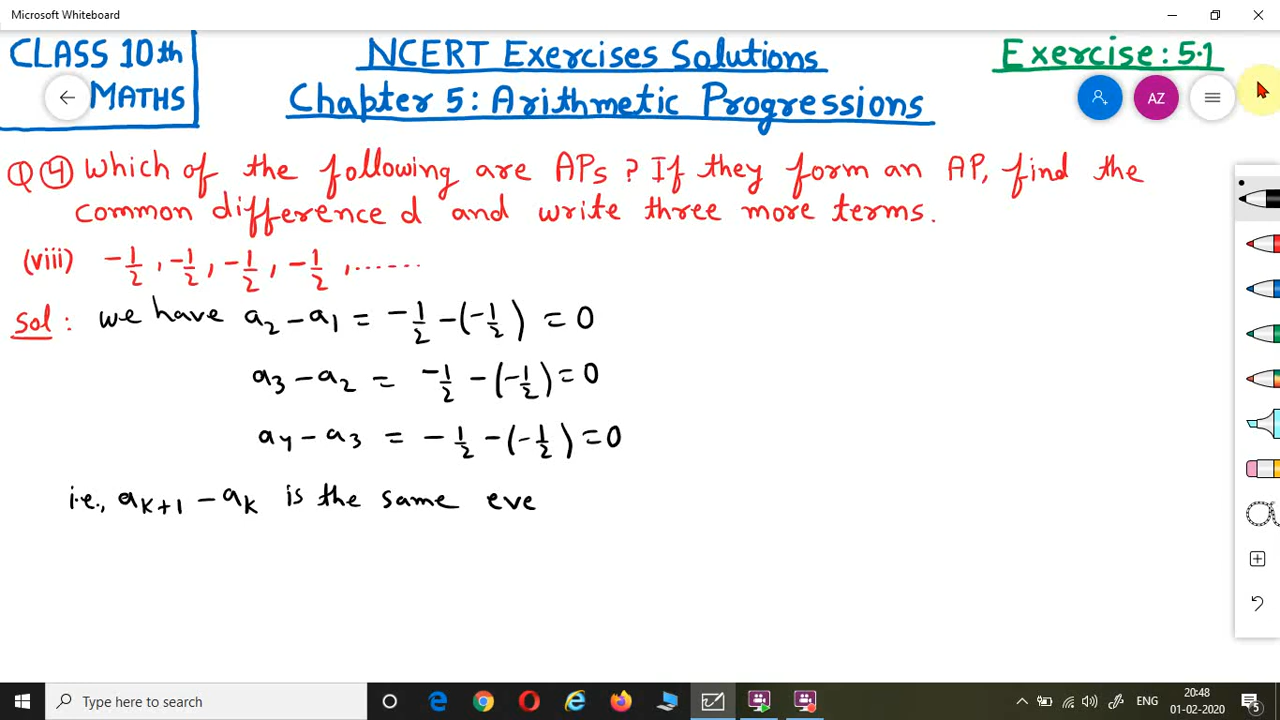 Microsoft Whiteboard
CLASS 10th
MATHS
NCERT Exercises Solutions
Chapter 5: Arithmetic Progressions
Exercise: 5.1
AZ
Q④ Which of the following are APs ? If they form an AP, find the
common difference d and write three more terms.
(viii) -1/2, -1/2, -1/2, -1/2, ......
Sol: We have a₂ - a₁ = -1/2 - (-1/2) = 0
a₃ - a₂ = -1/2 - (-1/2) = 0
a₄ - a₃ = -1/2 - (-1/2) = 0
i.e., aₖ₊₁ - aₖ is the same eve
Type here to search
ENG
20:48
01-02-2020
5